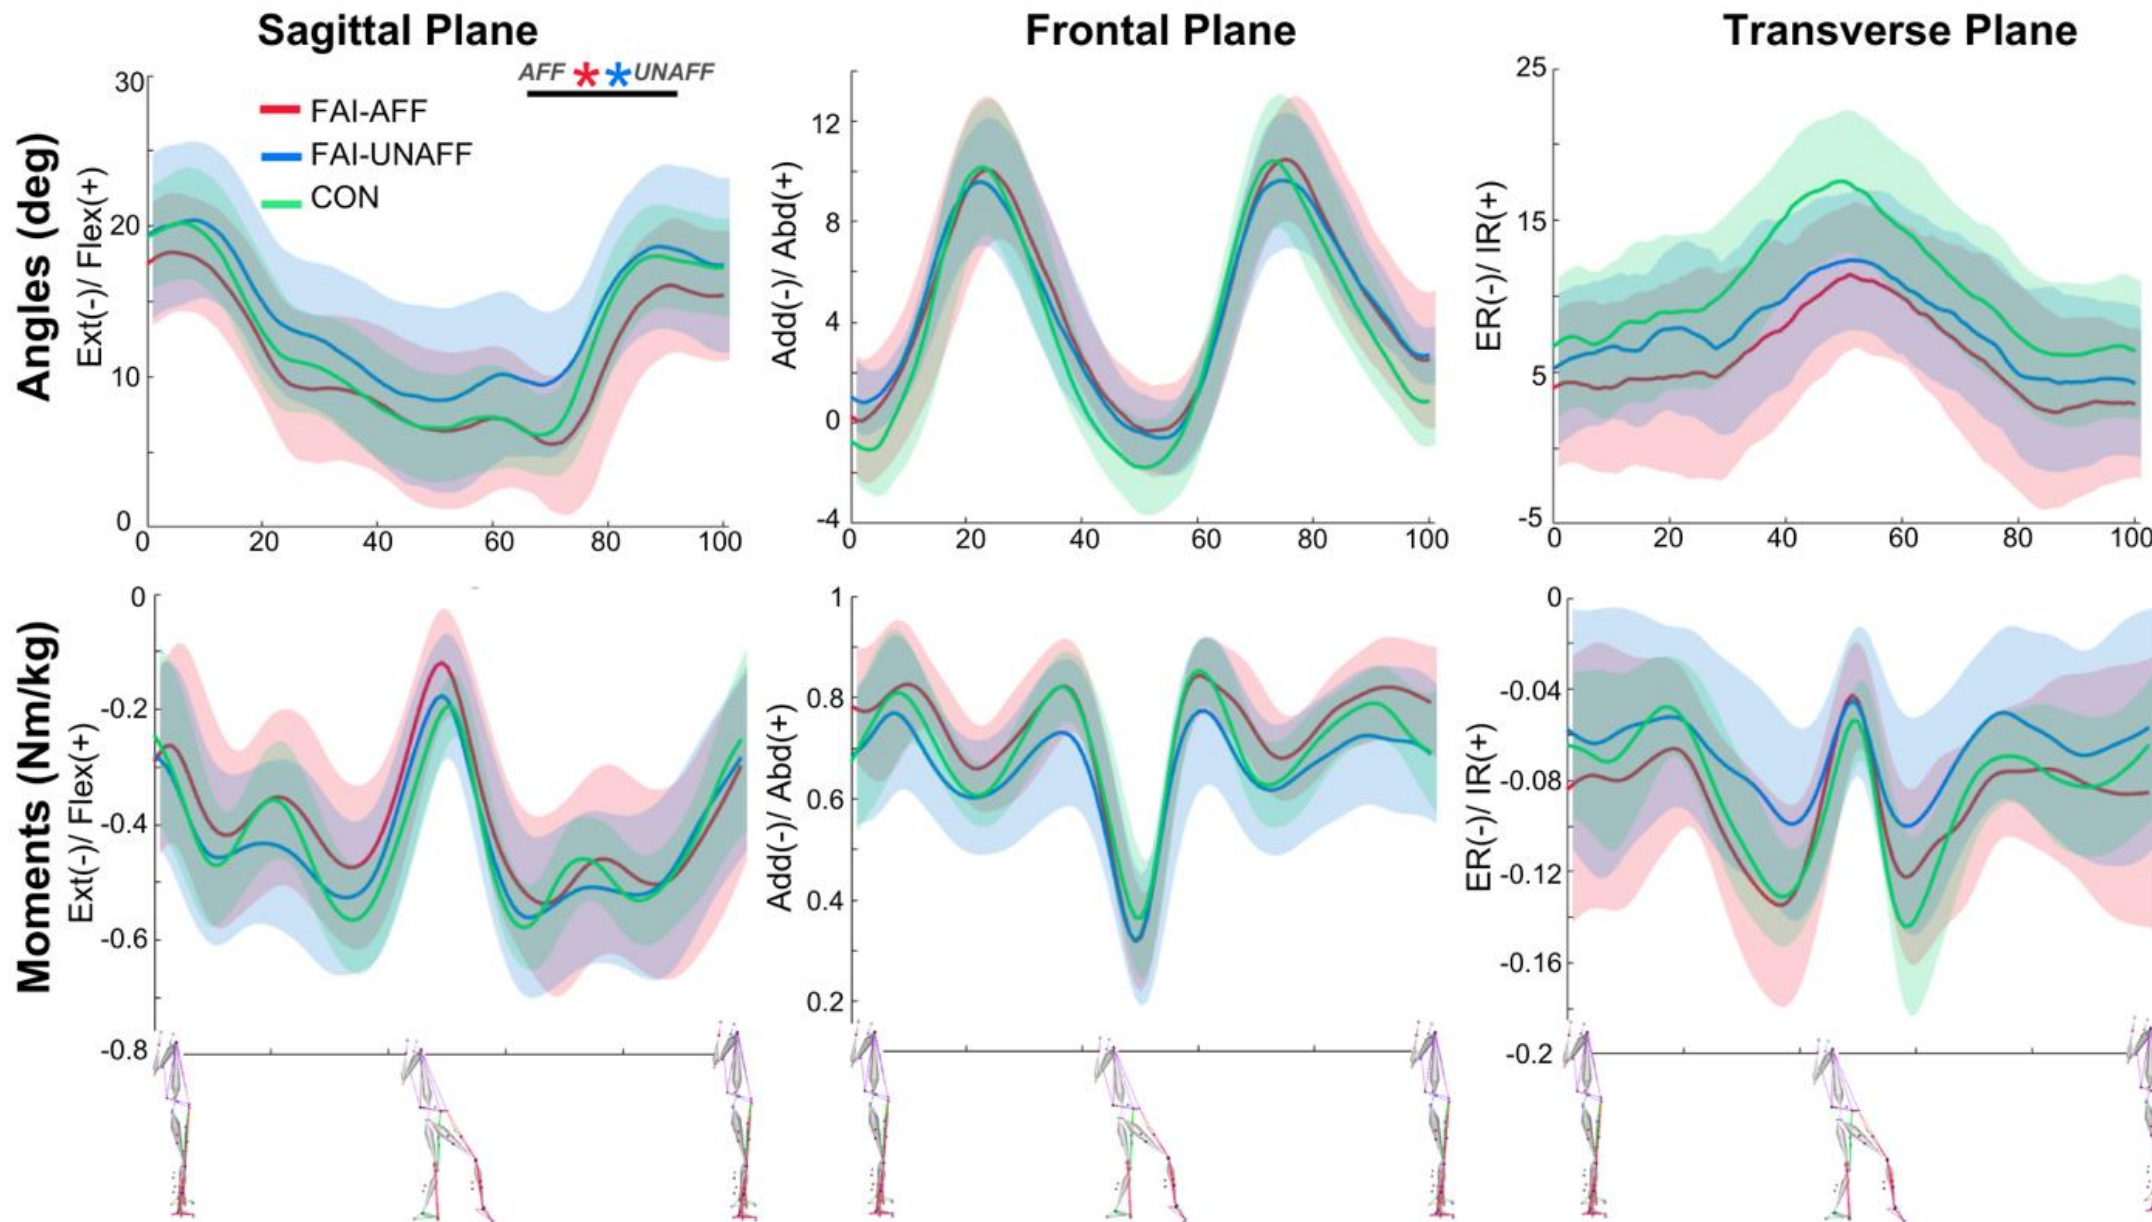 Sagittal Plane
Frontal Plane
Transverse Plane
AFF ** UNAFF
FAI-AFF
FAI-UNAFF
CON
Angles (deg)
Ext(-)/ Flex(+)
30
20
10
0
0 20 40 60 80 100
Add(-)/ Abd(+)
12
8
4
0
-4
0 20 40 60 80 100
ER(-)/ IR(+)
25
15
5
-5
0 20 40 60 80 100
Moments (Nm/kg)
Ext(-)/ Flex(+)
0
-0.2
-0.4
-0.6
-0.8
Add(-)/ Abd(+)
1
0.8
0.6
0.4
0.2
ER(-)/ IR(+)
0
-0.04
-0.08
-0.12
-0.16
-0.2